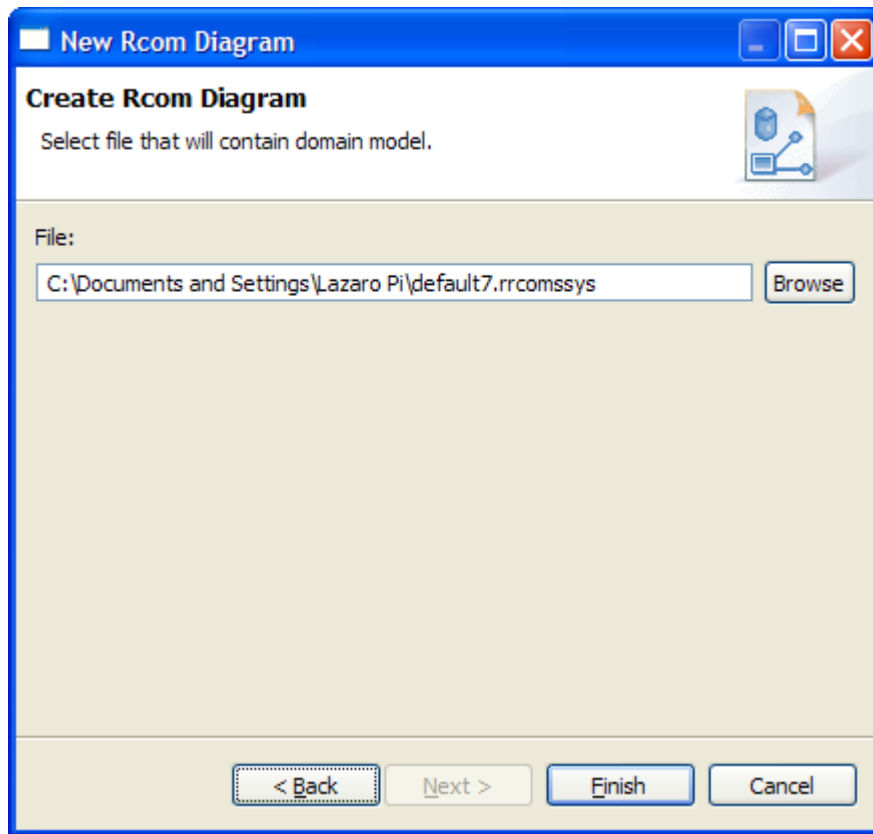 New Rcom Diagram
Create Rcom Diagram
Select file that will contain domain model.
File:
C:\Documents and Settings\Lazaro Pi\default7.rrcomssys
Browse
< Back
Next >
Finish
Cancel